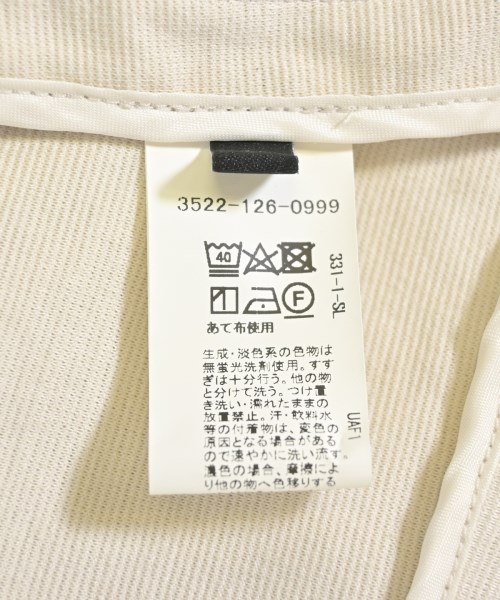 3522-126-0999
40
F
あて布使用
331-I-SL
生成・淡色系の色物は
無蛍光洗剤使用。すす
ぎは十分行う。他の物
と分けて洗う。つけ置
き洗い・濡れたままの
放置禁止。汗・飲料水
等の付着物は、変色の
原因となる場合がある
ので速やかに洗い流す。
濃色の場合、摩擦によ
り他の物へ色移りする
UAF1